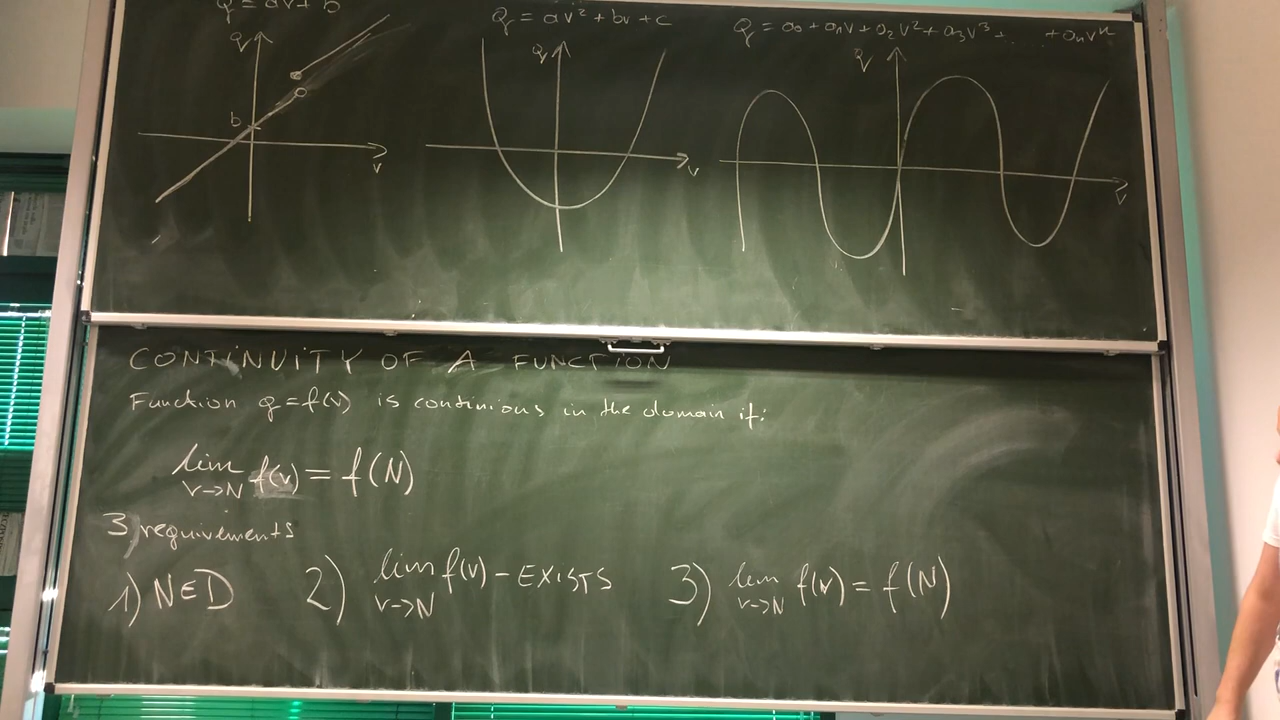 Q = av + b
Q = av² + bv + c
Q = a₀ + a₁v + a₂v² + a₃v³ + ... + aₙvⁿ
Q
b
v
Q
v
Q
v
CONTINUITY OF A FUNCTION
Function q = f(v) is continious in the domain if:
lim f(v) = f(N)
v→N
3 requirements
1) N∈D 2) lim f(v) – EXISTS 3) lim f(v) = f(N)
v→N v→N